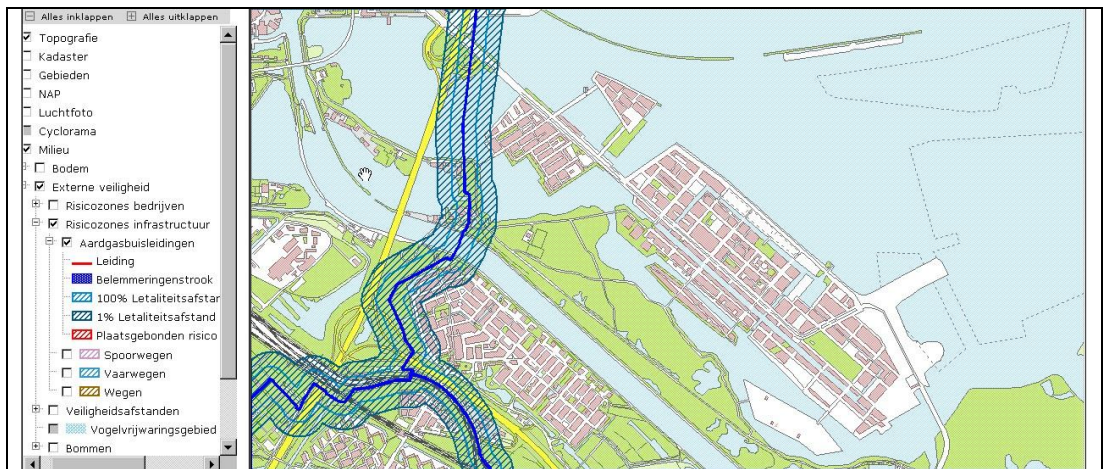 Alles inklappen Alles uitklappen
Topografie
Kadaster
Gebieden
NAP
Luchtfoto
Cyclorama
Milieu
Bodem
Externe veiligheid
Risicozones bedrijven
Risicozones infrastructuur
Aardgasbuisleidingen
Leiding
Belemmeringenstrook
100% Letaliteitsafstar
1% Letaliteitsafstand
Plaatsgebonden risico
Spoorwegen
Vaarwegen
Wegen
Veiligheidsafstanden
Vogelvrijwaringsgebied
Bommen